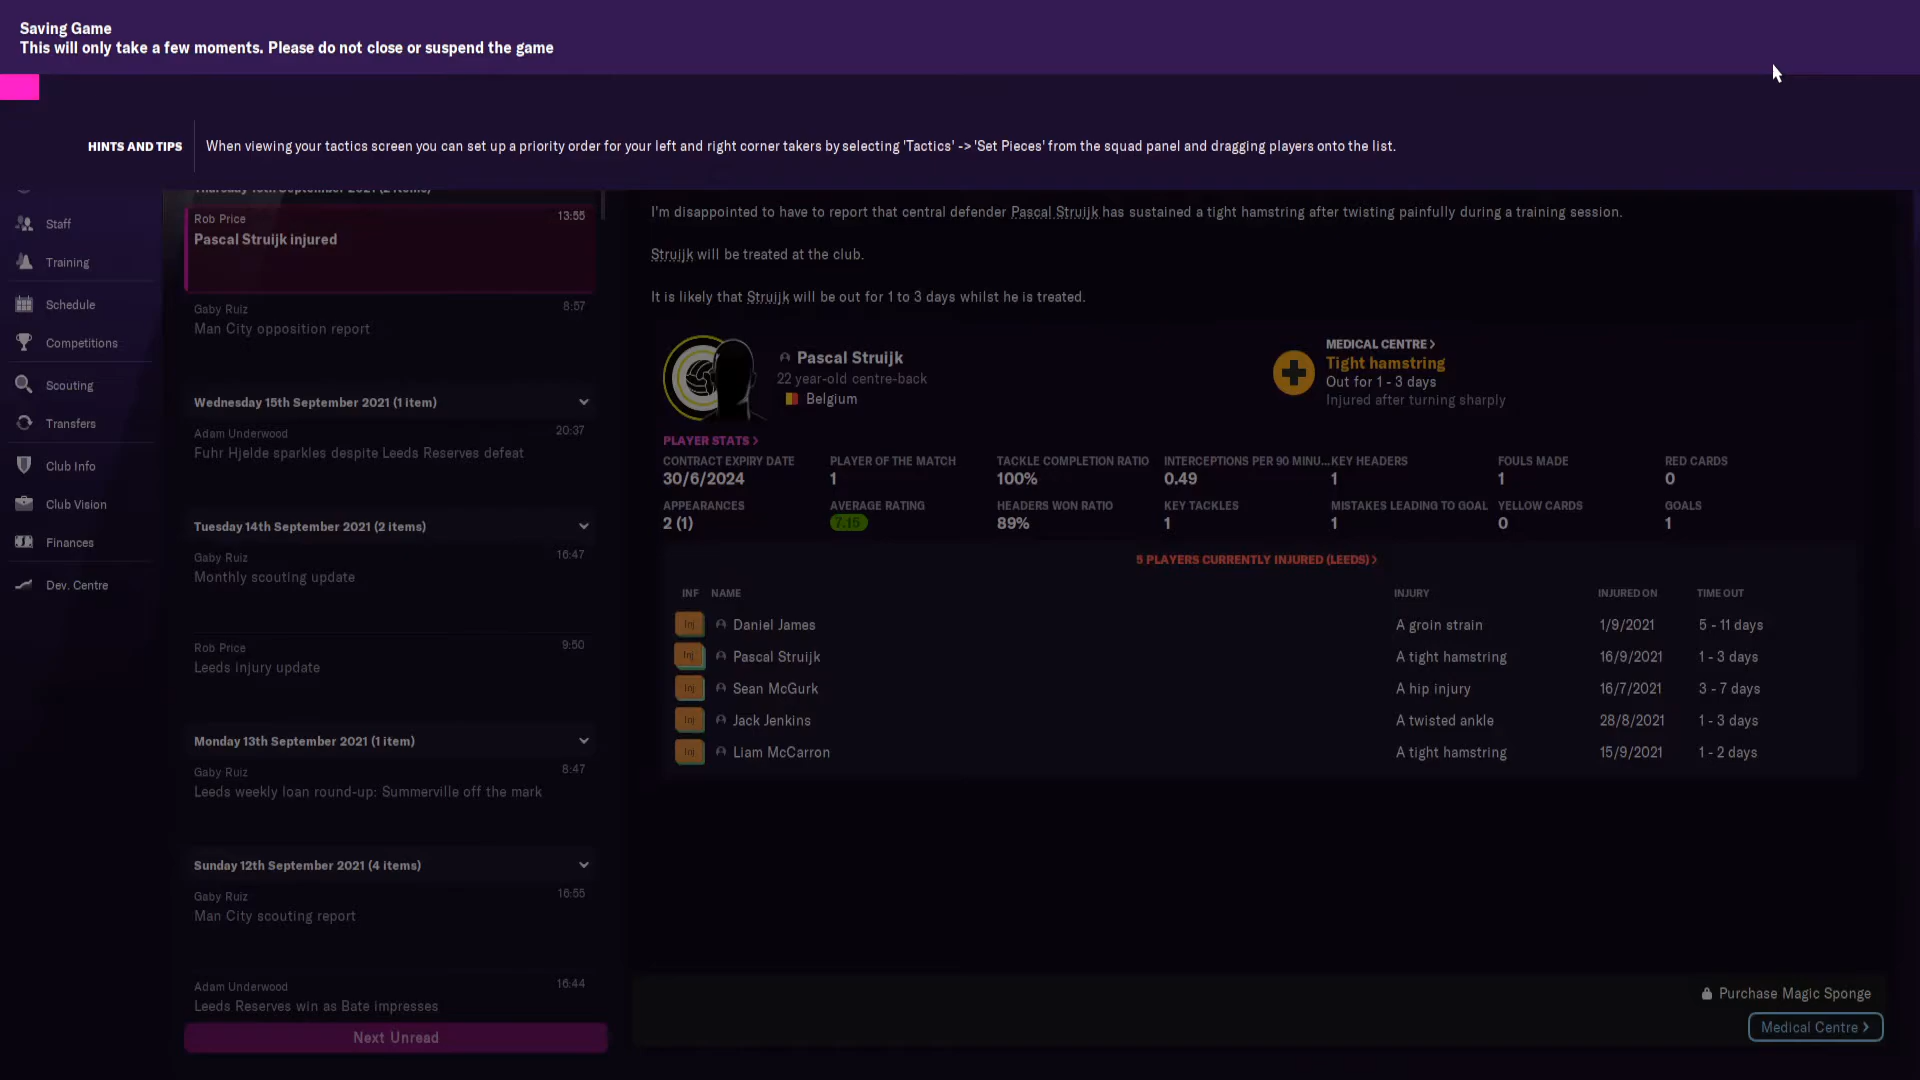 Saving Game
This will only take a few moments. Please do not close or suspend the game
HINTS AND TIPS
When viewing your tactics screen you can set up a priority order for your left and right corner takers by selecting 'Tactics' -> 'Set Pieces' from the squad panel and dragging players onto the list.
Staff
Training
Schedule
Competitions
Scouting
Transfers
Club Info
Club Vision
Finances
Dev. Centre
Rob Price 13:55
Pascal Struijk injured
Gaby Ruiz 8:57
Man City opposition report
Wednesday 15th September 2021 (1 item)
Adam Underwood 20:37
Fuhr Hjelde sparkles despite Leeds Reserves defeat
Tuesday 14th September 2021 (2 items)
Gaby Ruiz 16:47
Monthly scouting update
Rob Price 9:50
Leeds injury update
Monday 13th September 2021 (1 item)
Gaby Ruiz 8:47
Leeds weekly loan round-up: Summerville off the mark
Sunday 12th September 2021 (4 items)
Gaby Ruiz 16:55
Man City scouting report
Adam Underwood 16:44
Leeds Reserves win as Bate impresses
Next Unread
I'm disappointed to have to report that central defender Pascal Struijk has sustained a tight hamstring after twisting painfully during a training session.
Struijk will be treated at the club.
It is likely that Struijk will be out for 1 to 3 days whilst he is treated.
Pascal Struijk
22 year-old centre-back
Belgium
MEDICAL CENTRE >
Tight hamstring
Out for 1 - 3 days
Injured after turning sharply
PLAYER STATS >
CONTRACT EXPIRY DATE PLAYER OF THE MATCH TACKLE COMPLETION RATIO INTERCEPTIONS PER 90 MINU... KEY HEADERS FOULS MADE RED CARDS
30/6/2024 1 100% 0.49 1 1 0
APPEARANCES AVERAGE RATING HEADERS WON RATIO KEY TACKLES MISTAKES LEADING TO GOAL YELLOW CARDS GOALS
2 (1) 7.15 89% 1 1 0 1
5 PLAYERS CURRENTLY INJURED (LEEDS) >
INF NAME INJURY INJURED ON TIME OUT
Inj Daniel James A groin strain 1/9/2021 5 - 11 days
Inj Pascal Struijk A tight hamstring 16/9/2021 1 - 3 days
Inj Sean McGurk A hip injury 16/7/2021 3 - 7 days
Inj Jack Jenkins A twisted ankle 28/8/2021 1 - 3 days
Inj Liam McCarron A tight hamstring 15/9/2021 1 - 2 days
Purchase Magic Sponge
Medical Centre >